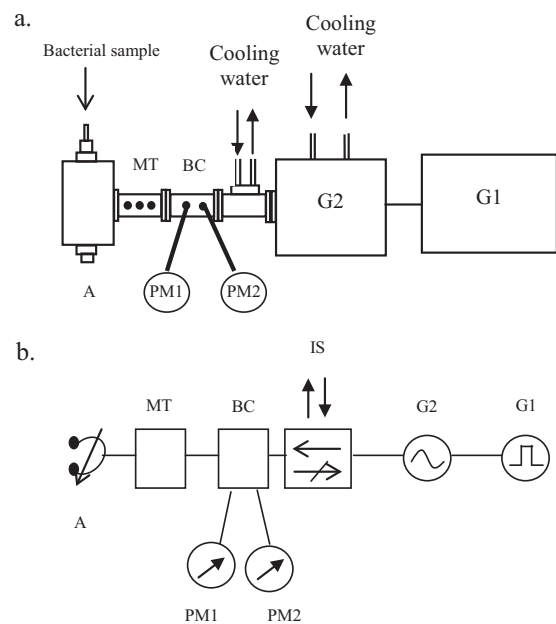 a.
Bacterial sample
Cooling
water
Cooling
water
MT
BC
G2
G1
A
PM1
PM2
b.
IS
MT
BC
G2
G1
A
PM1
PM2